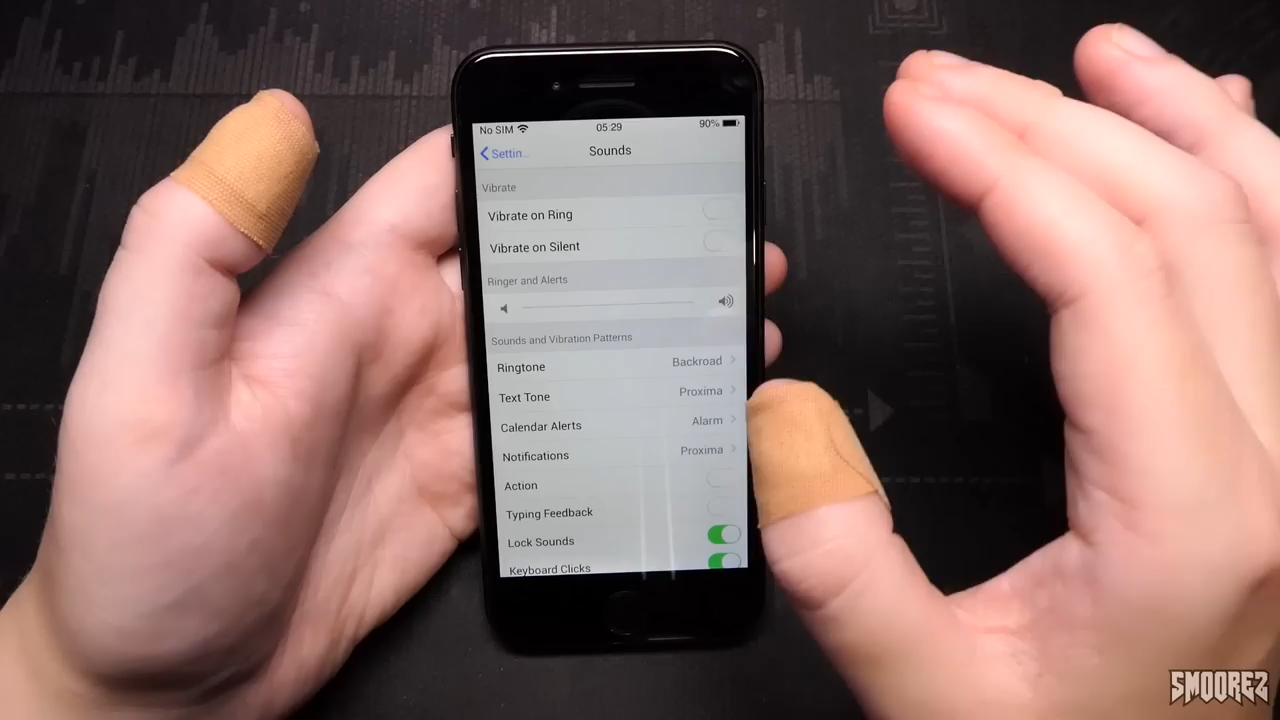 No SIM 05:29 90%
Settin... Sounds
Vibrate
Vibrate on Ring
Vibrate on Silent
Ringer and Alerts
Sounds and Vibration Patterns
Ringtone Backroad
Text Tone Proxima
Calendar Alerts Alarm
Notifications Proxima
Action
Typing Feedback
Lock Sounds
Keyboard Clicks
SMOOREZ